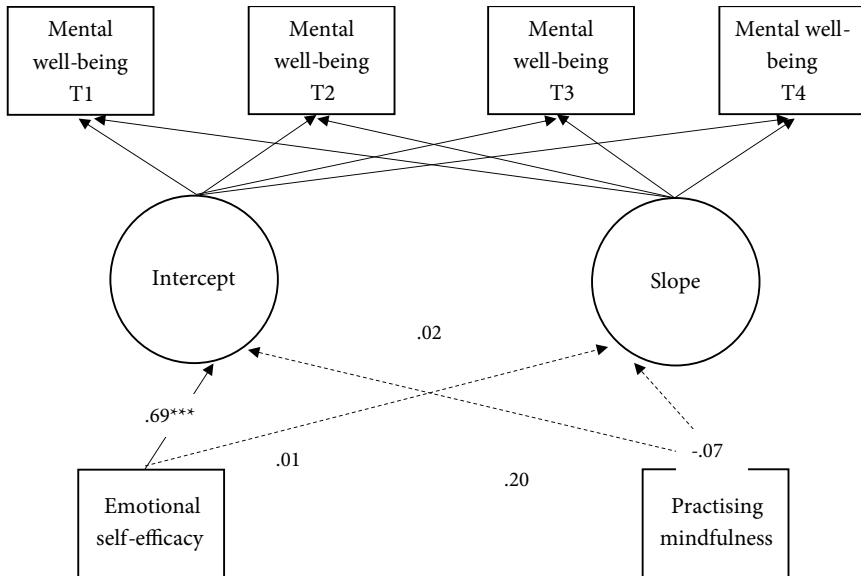 Mental
well-being
T1
Mental
well-being
T2
Mental
well-being
T3
Mental well-
being
T4
Intercept
Slope
.02
.69***
.01
.20
-.07
Emotional
self-efficacy
Practising
mindfulness